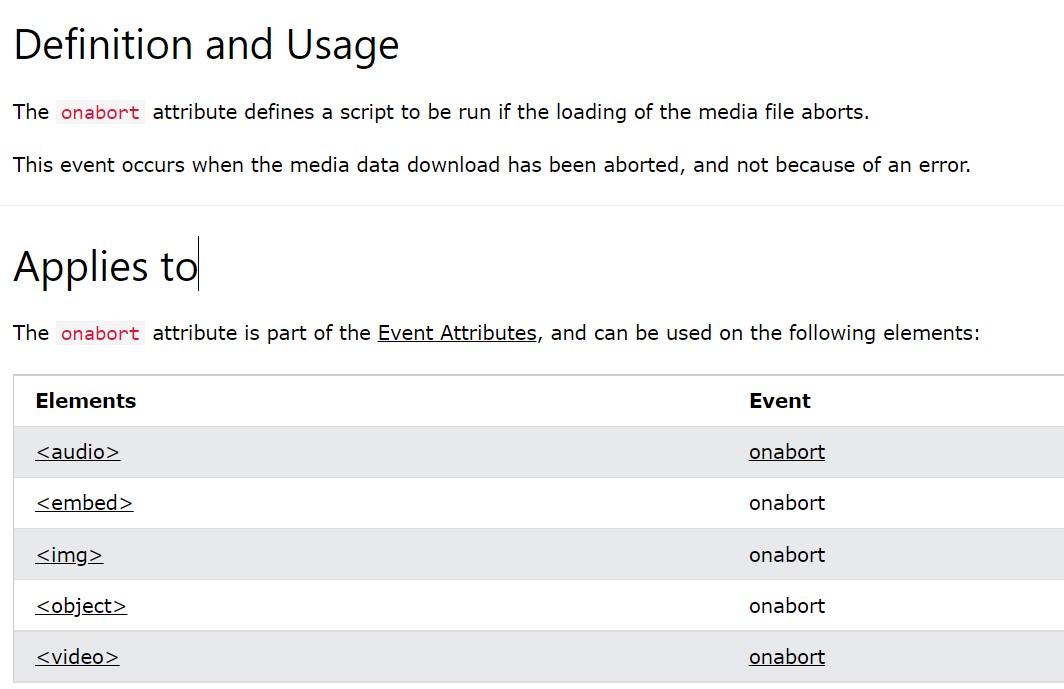 Definition and Usage
The onabort attribute defines a script to be run if the loading of the media file aborts.
This event occurs when the media data download has been aborted, and not because of an error.
Applies to
The onabort attribute is part of the Event Attributes, and can be used on the following elements:
Elements Event
<audio> onabort
<embed> onabort
<img> onabort
<object> onabort
<video> onabort